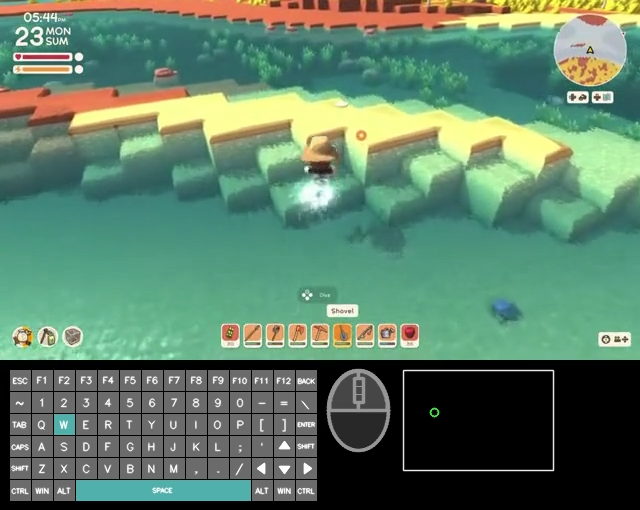 05:44PM
23 MON
SUM
Dive
Shovel
ESC F1 F2 F3 F4 F5 F6 F7 F8 F9 F10 F11 F12 BACK
~ 1 2 3 4 5 6 7 8 9 0 - = \
TAB Q W E R T Y U I O P [ ] ENTER
CAPS A S D F G H J K L ; ' SHIFT
SHIFT Z X C V B N M , . /
CTRL WIN ALT SPACE ALT WIN CTRL